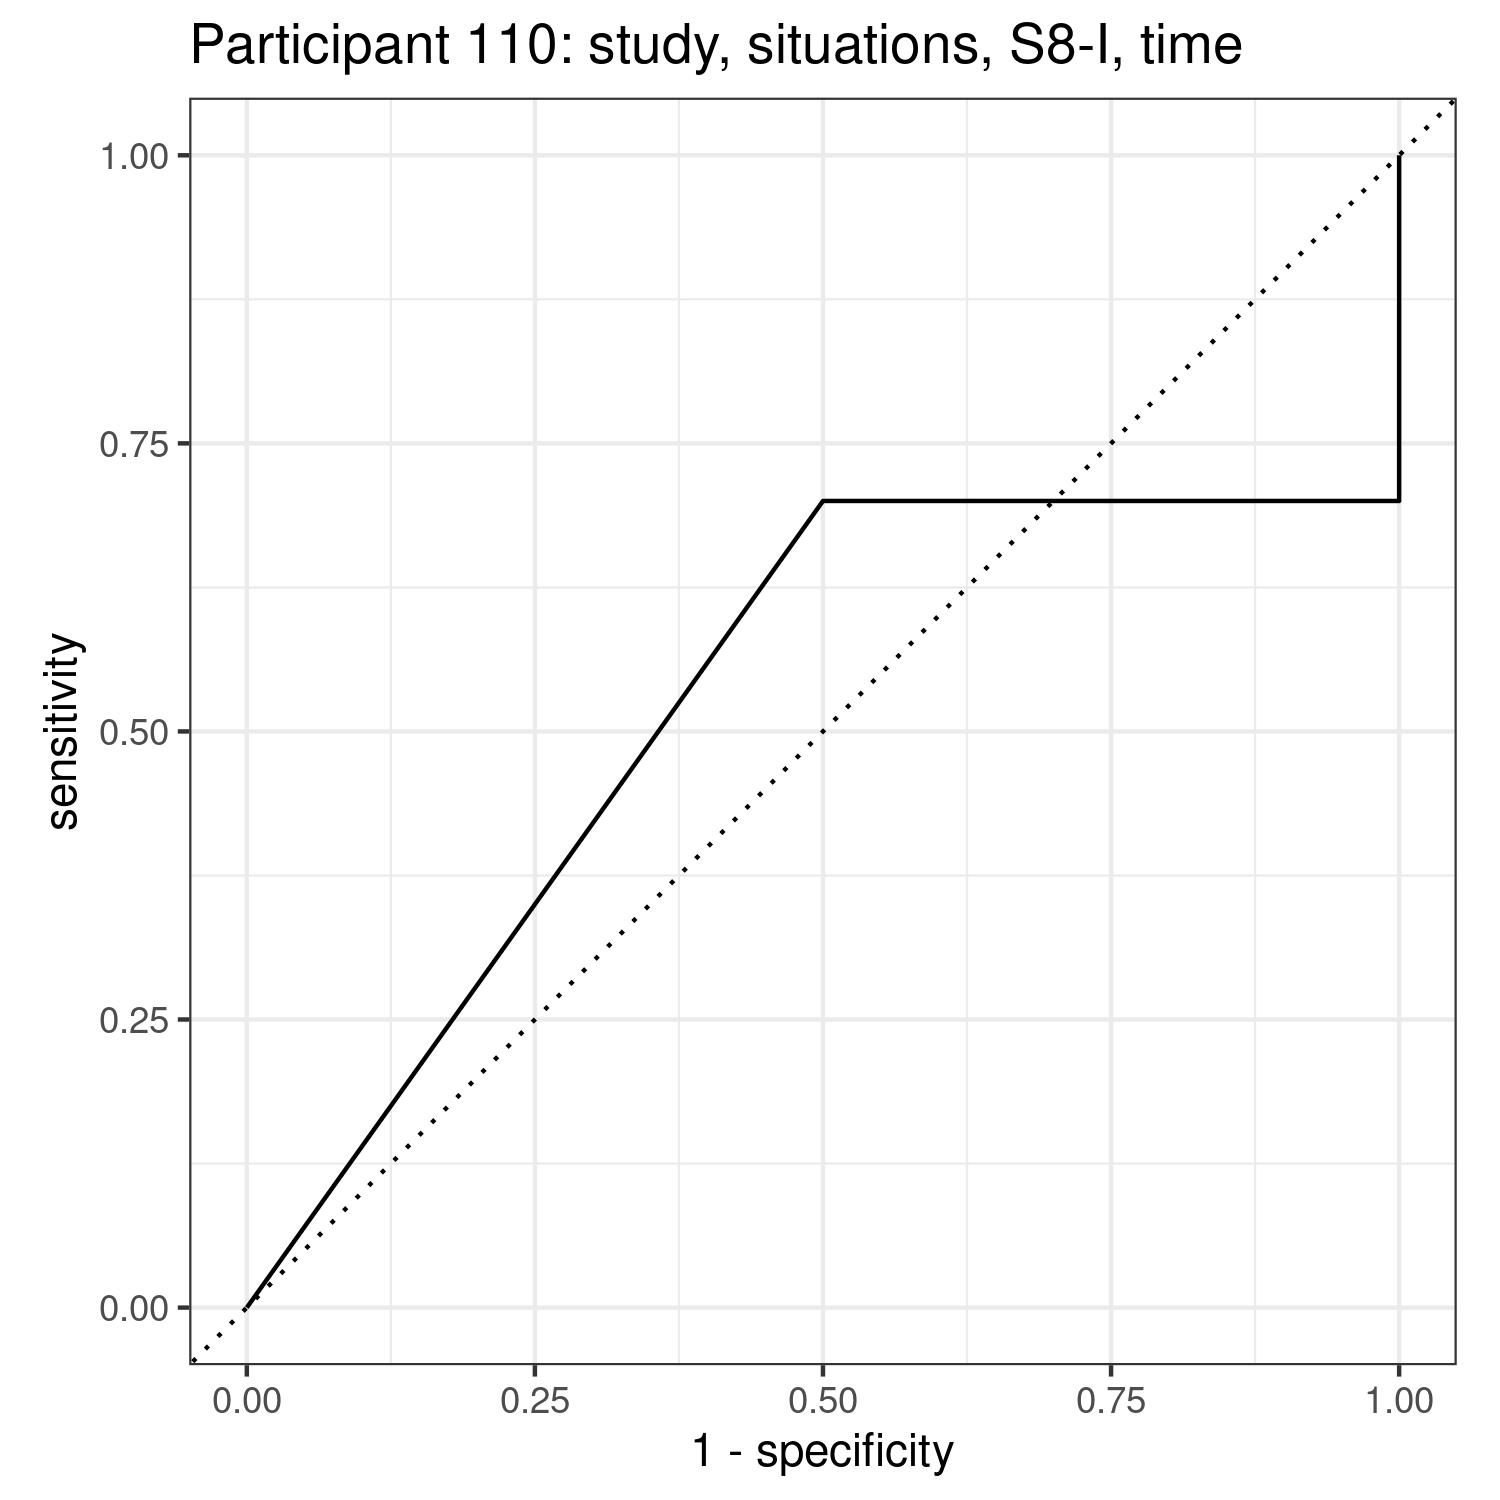 Participant 110: study, situations, S8-I, time
1.00
0.75
0.50
0.25
0.00
sensitivity
0.00 0.25 0.50 0.75 1.00
1 - specificity